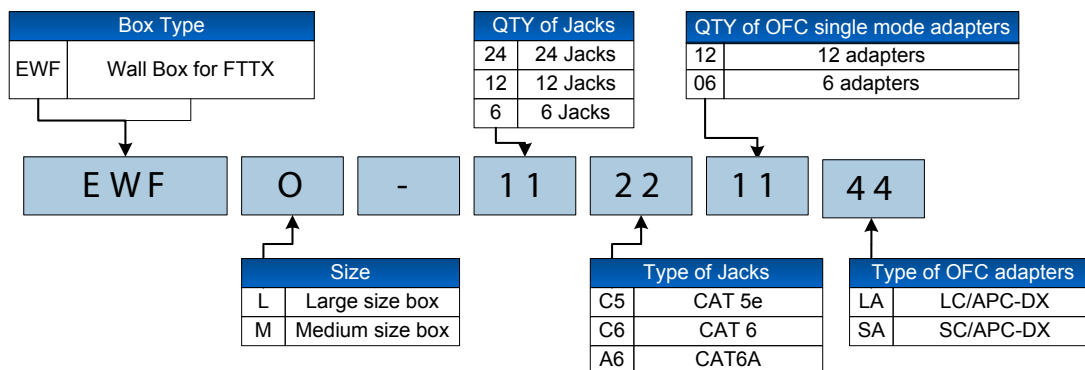 Box Type
EWF Wall Box for FTTX
QTY of Jacks
24 24 Jacks
12 12 Jacks
6 6 Jacks
QTY of OFC single mode adapters
12 12 adapters
06 6 adapters
EWF O - 11 22 11 44
Size
L Large size box
M Medium size box
Type of Jacks
C5 CAT 5e
C6 CAT 6
A6 CAT6A
Type of OFC adapters
LA LC/APC-DX
SA SC/APC-DX